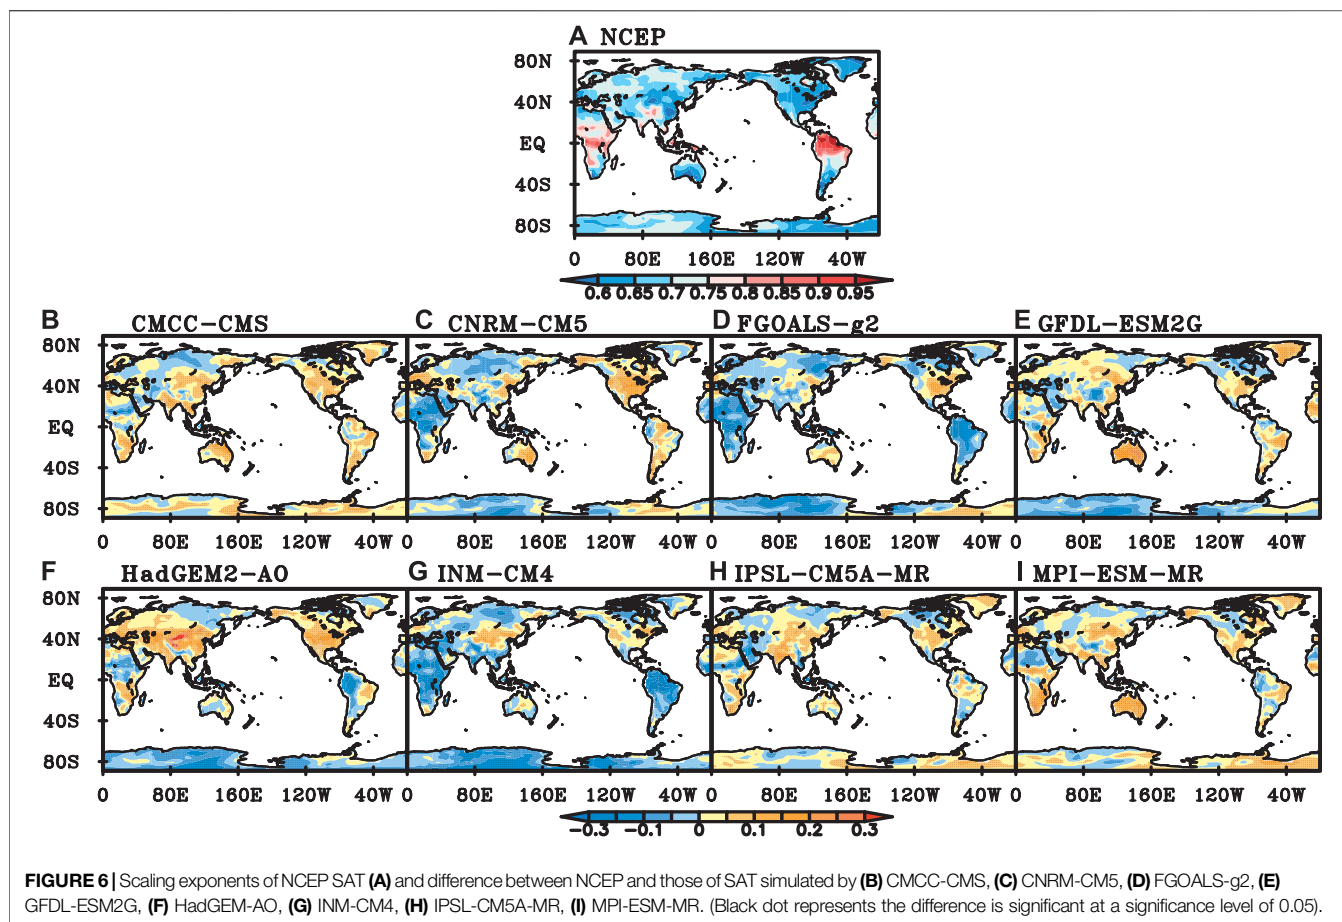 A NCEP
80N
40N
EQ
40S
80S
0 80E 160E 120W 40W
0.6 0.65 0.7 0.75 0.8 0.85 0.9 0.95
B CMCC-CMS C CNRM-CM5 D FGOALS-g2 E GFDL-ESM2G
80N
40N
EQ
40S
80S
0 80E 160E 120W 40W 0 80E 160E 120W 40W 0 80E 160E 120W 40W 0 80E 160E 120W 40W
F HadGEM2-AO G INM-CM4 H IPSL-CM5A-MR I MPI-ESM-MR
80N
40N
EQ
40S
80S
0 80E 160E 120W 40W 0 80E 160E 120W 40W 0 80E 160E 120W 40W 0 80E 160E 120W 40W
-0.3 -0.1 0 0.1 0.2 0.3
FIGURE 6 | Scaling exponents of NCEP SAT (A) and difference between NCEP and those of SAT simulated by (B) CMCC-CMS, (C) CNRM-CM5, (D) FGOALS-g2, (E)
GFDL-ESM2G, (F) HadGEM-AO, (G) INM-CM4, (H) IPSL-CM5A-MR, (I) MPI-ESM-MR. (Black dot represents the difference is significant at a significance level of 0.05).